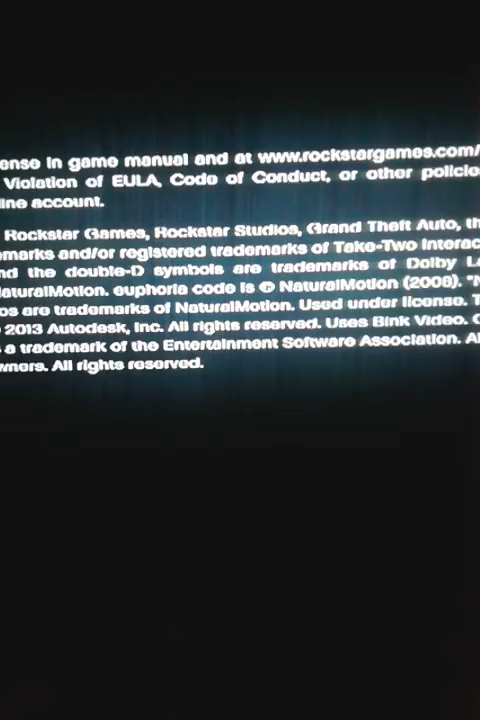 ense in game manual and at www.rockstargames.com/
Violation of EULA, Code of Conduct, or other policies
line account.
Rockstar Games, Rockstar Studios, Grand Theft Auto, th
emarks and/or registered trademarks of Take-Two Interac
nd the double-D symbols are trademarks of Dolby La
NaturalMotion. euphoria code is © NaturalMotion (2008). "N
os are trademarks of NaturalMotion. Used under license. T
2013 Autodesk, Inc. All rights reserved. Uses Bink Video. C
a trademark of the Entertainment Software Association. Al
wners. All rights reserved.